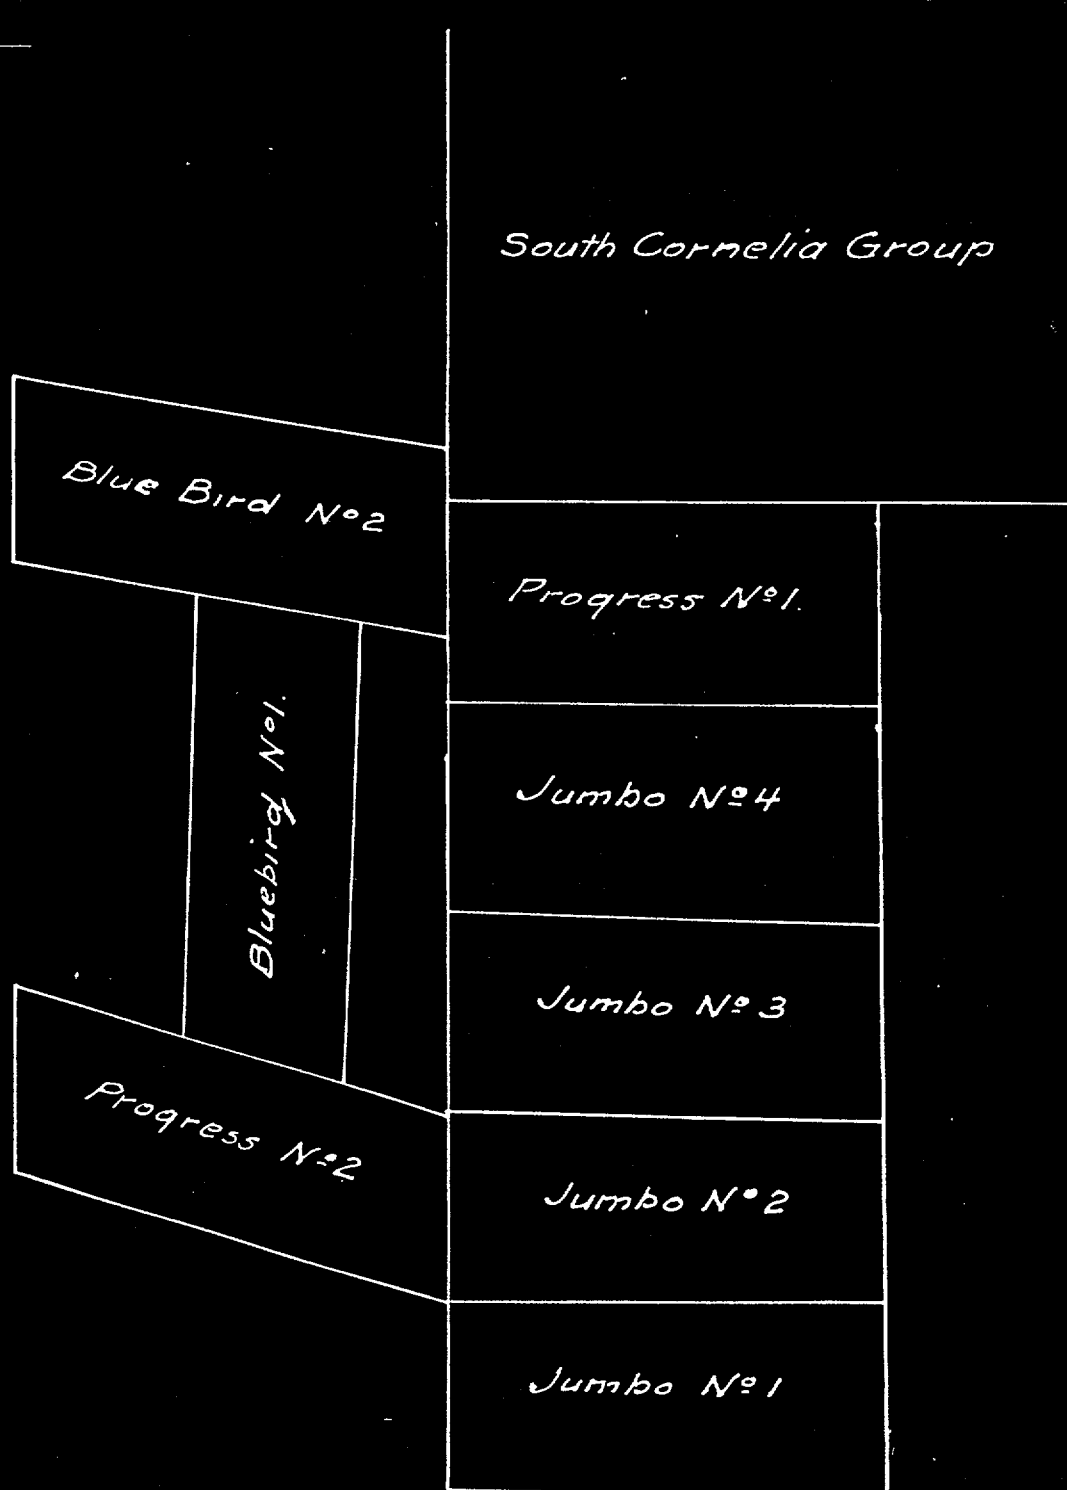 South Cornelia Group
Blue Bird Nº2
Progress Nº1.
Bluebird Nº1.
Jumbo Nº4
Jumbo Nº3
Progress Nº2
Jumbo Nº2
Jumbo Nº1